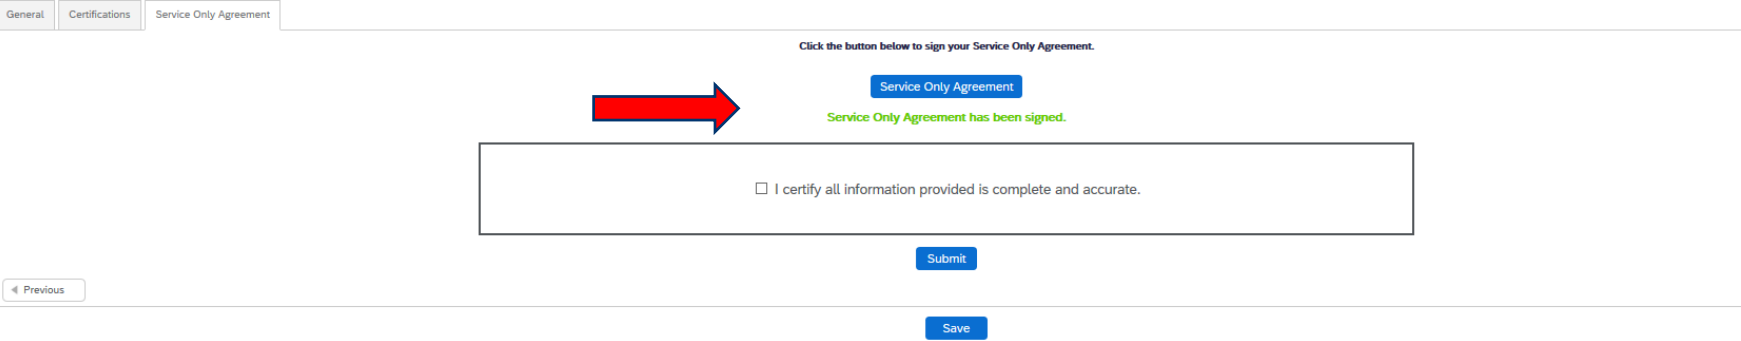 General
Certifications
Service Only Agreement
Click the button below to sign your Service Only Agreement.
Service Only Agreement
Service Only Agreement has been signed.
I certify all information provided is complete and accurate.
Submit
Previous
Save